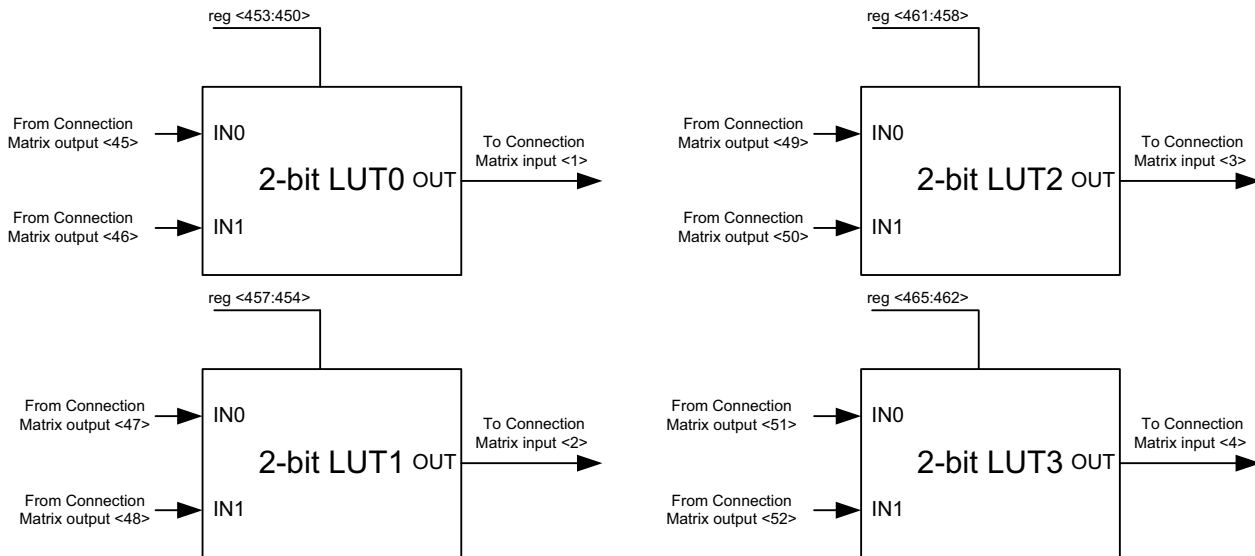 reg <453:450>
From Connection
Matrix output <45>
IN0
2-bit LUT0
OUT
To Connection
Matrix input <1>
From Connection
Matrix output <46>
IN1
reg <461:458>
From Connection
Matrix output <49>
IN0
2-bit LUT2
OUT
To Connection
Matrix input <3>
From Connection
Matrix output <50>
IN1
reg <457:454>
From Connection
Matrix output <47>
IN0
2-bit LUT1
OUT
To Connection
Matrix input <2>
From Connection
Matrix output <48>
IN1
reg <465:462>
From Connection
Matrix output <51>
IN0
2-bit LUT3
OUT
To Connection
Matrix input <4>
From Connection
Matrix output <52>
IN1